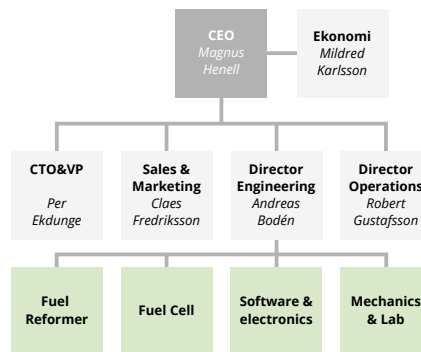 CEO
Magnus
Henell
Ekonomi
Mildred
Karlsson
CTO&VP
Per
Ekdunge
Sales &
Marketing
Claes
Fredriksson
Director
Engineering
Andreas
Bodén
Director
Operations
Robert
Gustafsson
Fuel
Reformer
Fuel Cell
Software &
electronics
Mechanics
& Lab